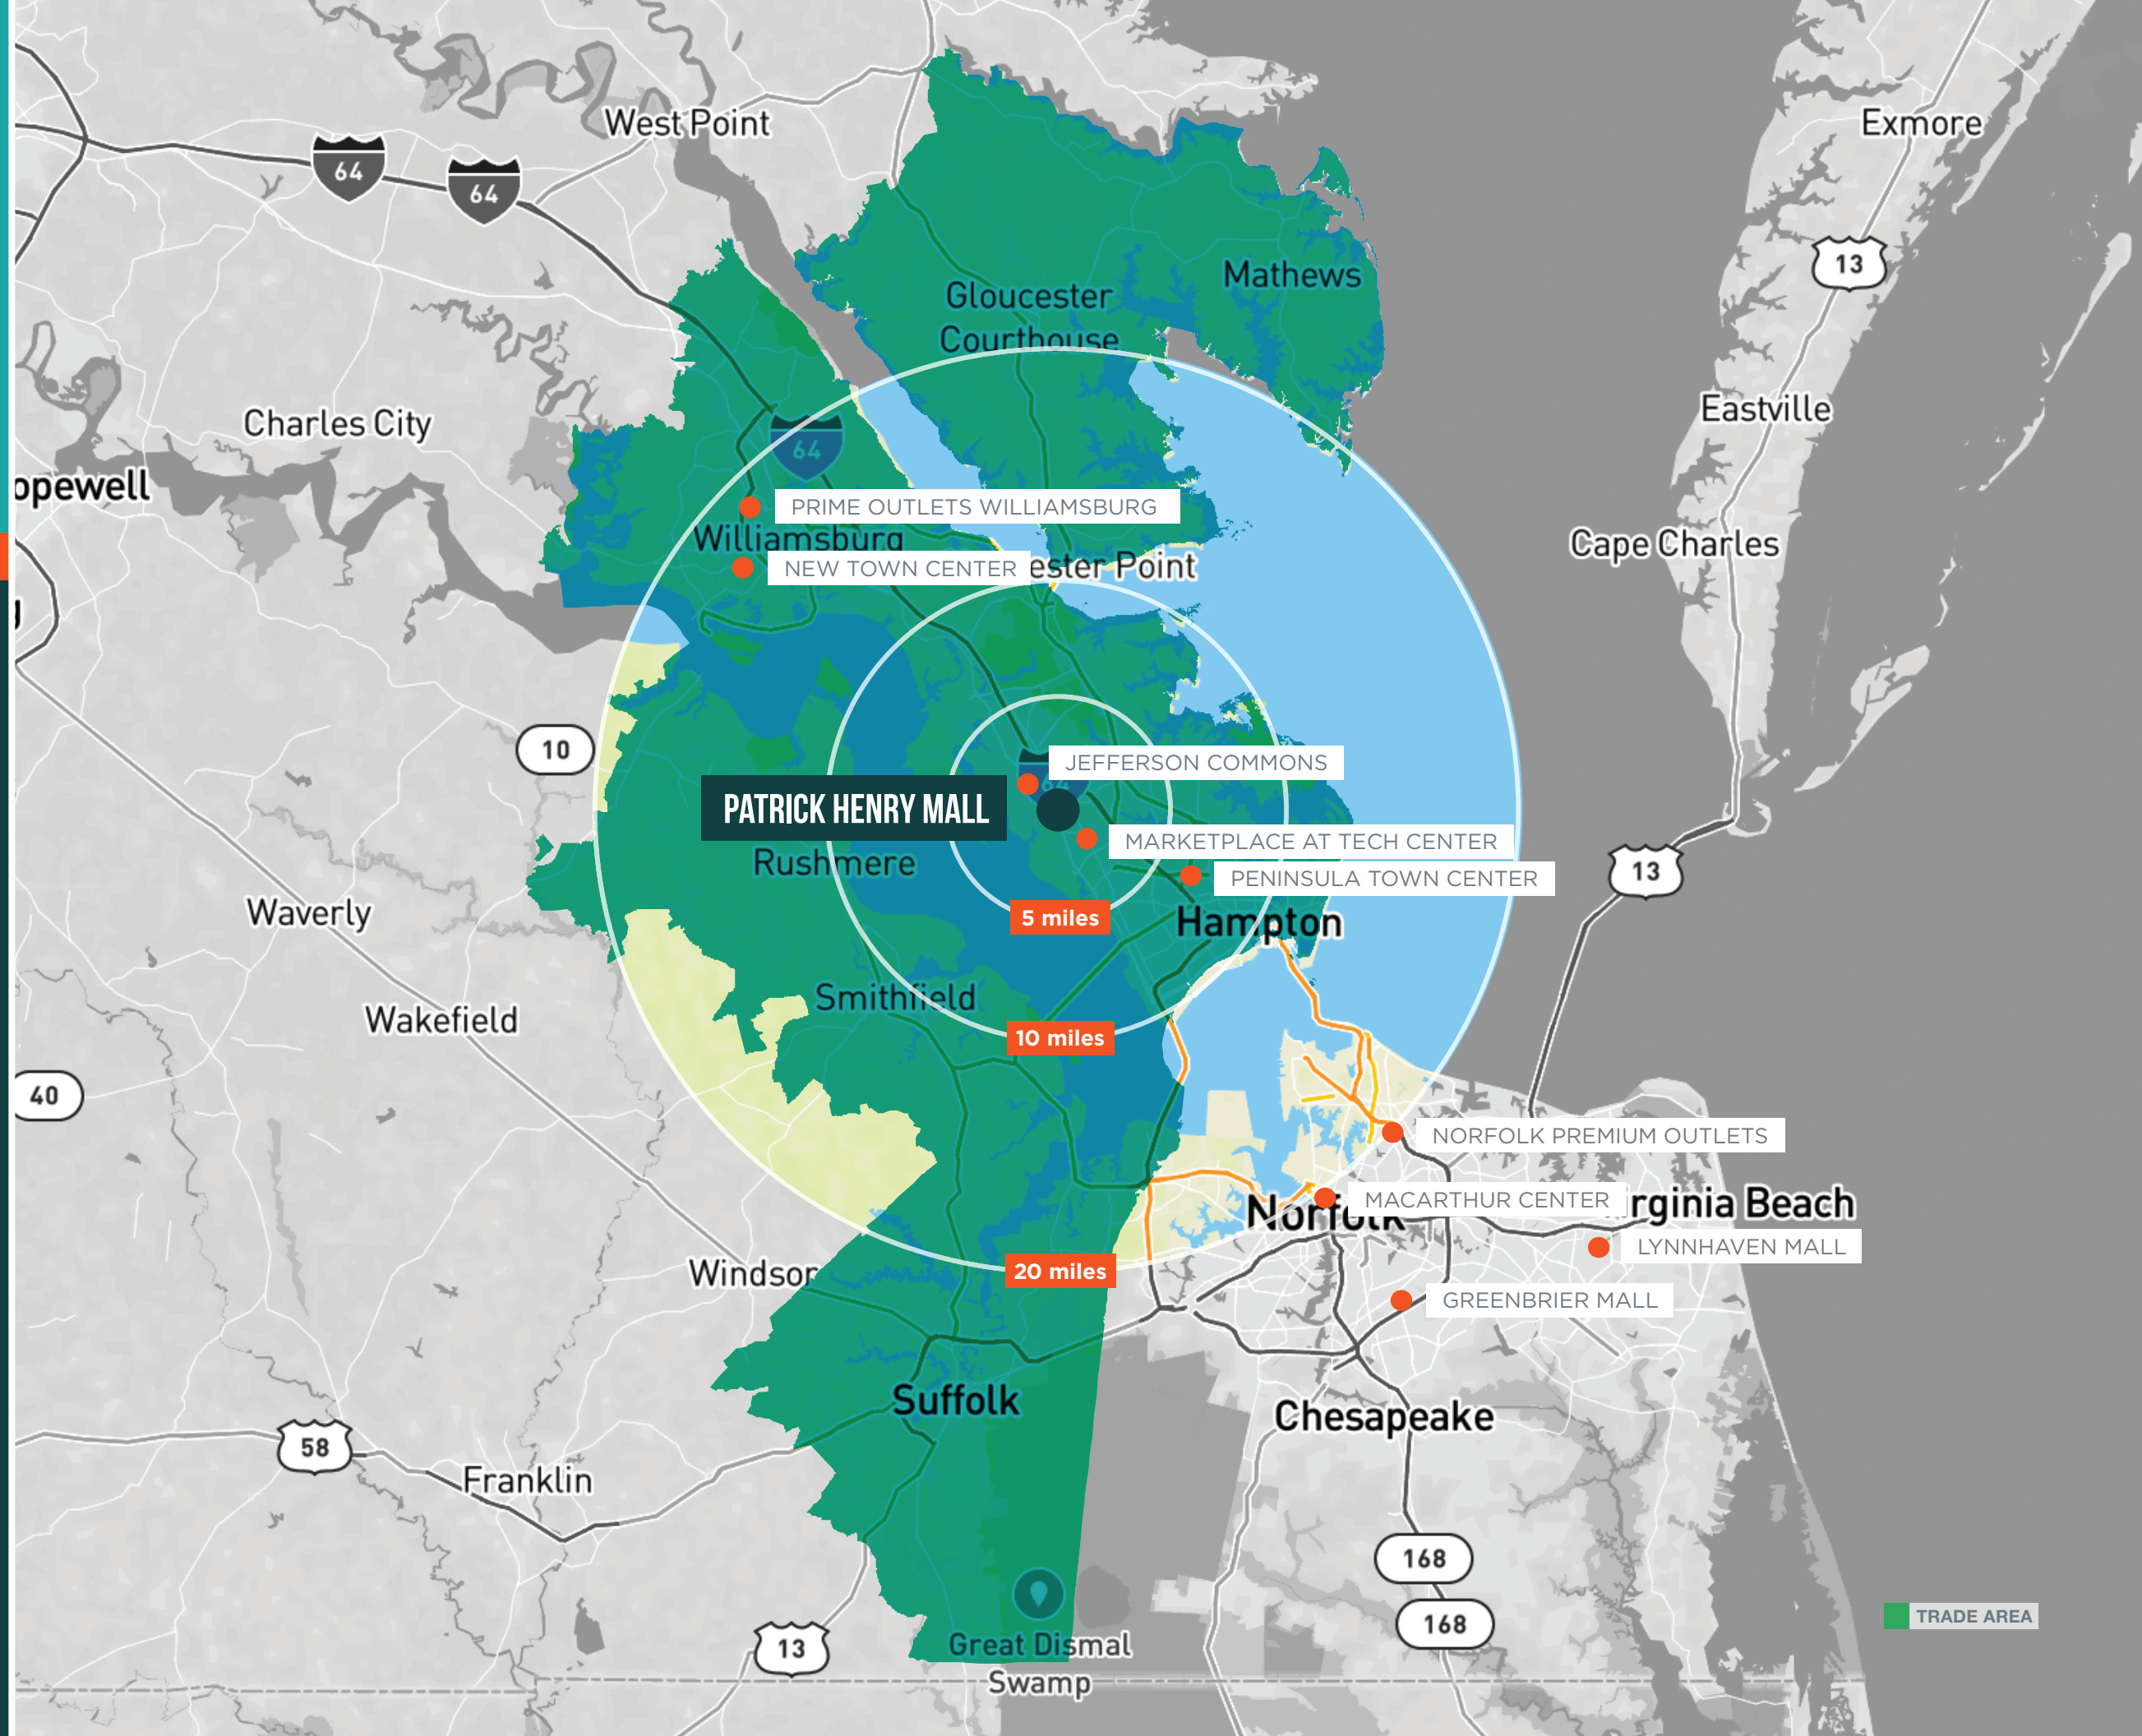 West Point
Exmore
64
64
13
Mathews
Gloucester
Courthouse
Eastville
Charles City
64
opewell
PRIME OUTLETS WILLIAMSBURG
Williamsburg
Cape Charles
NEW TOWN CENTER
ester Point
10
JEFFERSON COMMONS
64
PATRICK HENRY MALL
MARKETPLACE AT TECH CENTER
Rushmere
13
PENINSULA TOWN CENTER
Waverly
5 miles
Hampton
Smithfield
Wakefield
10 miles
40
NORFOLK PREMIUM OUTLETS
MACARTHUR CENTER
rginia Beach
Norfolk
LYNNHAVEN MALL
Windsor
20 miles
GREENBRIER MALL
Suffolk
Chesapeake
58
Franklin
168
TRADE AREA
168
13
Great Dismal
Swamp